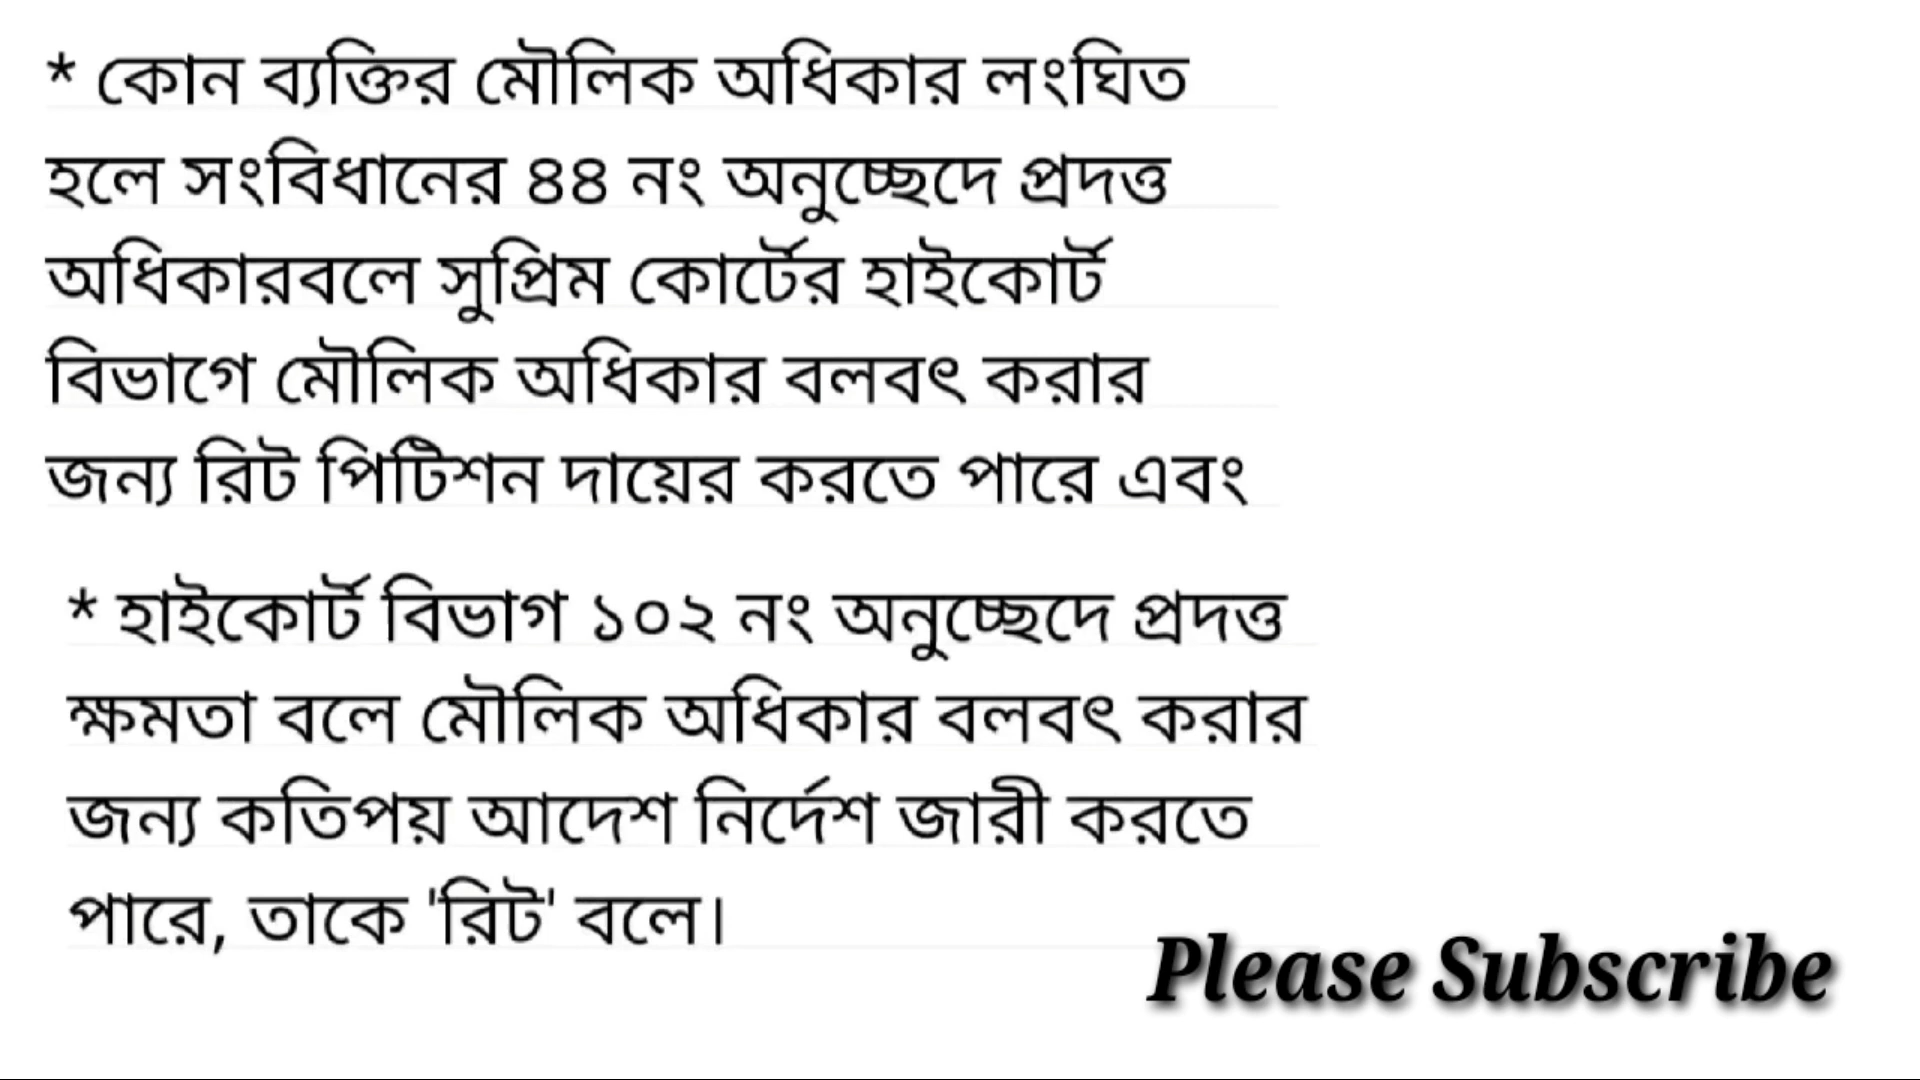 * কোন ব্যক্তির মৌলিক অধিকার লংঘিত
হলে সংবিধানের ৪৪ নং অনুচ্ছেদে প্রদত্ত
অধিকারবলে সুপ্রিম কোর্টের হাইকোর্ট
বিভাগে মৌলিক অধিকার বলবৎ করার
জন্য রিট পিটিশন দায়ের করতে পারে এবং
* হাইকোর্ট বিভাগ ১০২ নং অনুচ্ছেদে প্রদত্ত
ক্ষমতা বলে মৌলিক অধিকার বলবৎ করার
জন্য কতিপয় আদেশ নির্দেশ জারী করতে
পারে, তাকে 'রিট' বলে।
Please Subscribe